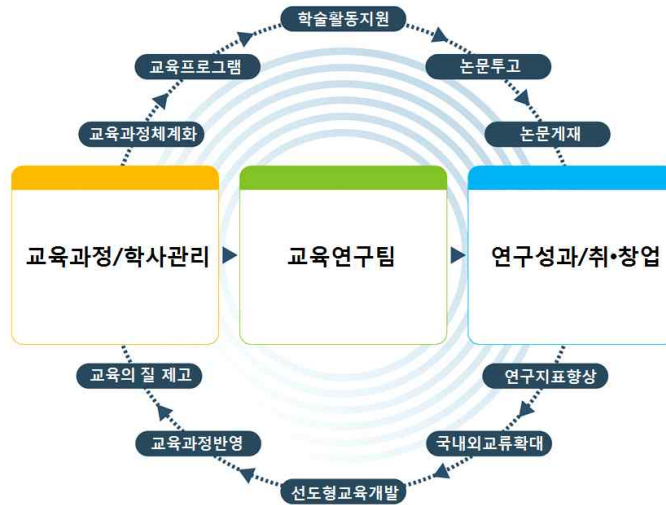 학술활동지원
교육프로그램
논문투고
교육과정체계화
논문게재
교육과정/학사관리
교육연구팀
연구성과/취•창업
교육의 질 제고
연구지표향상
교육과정반영
국내외교류확대
선도형교육개발